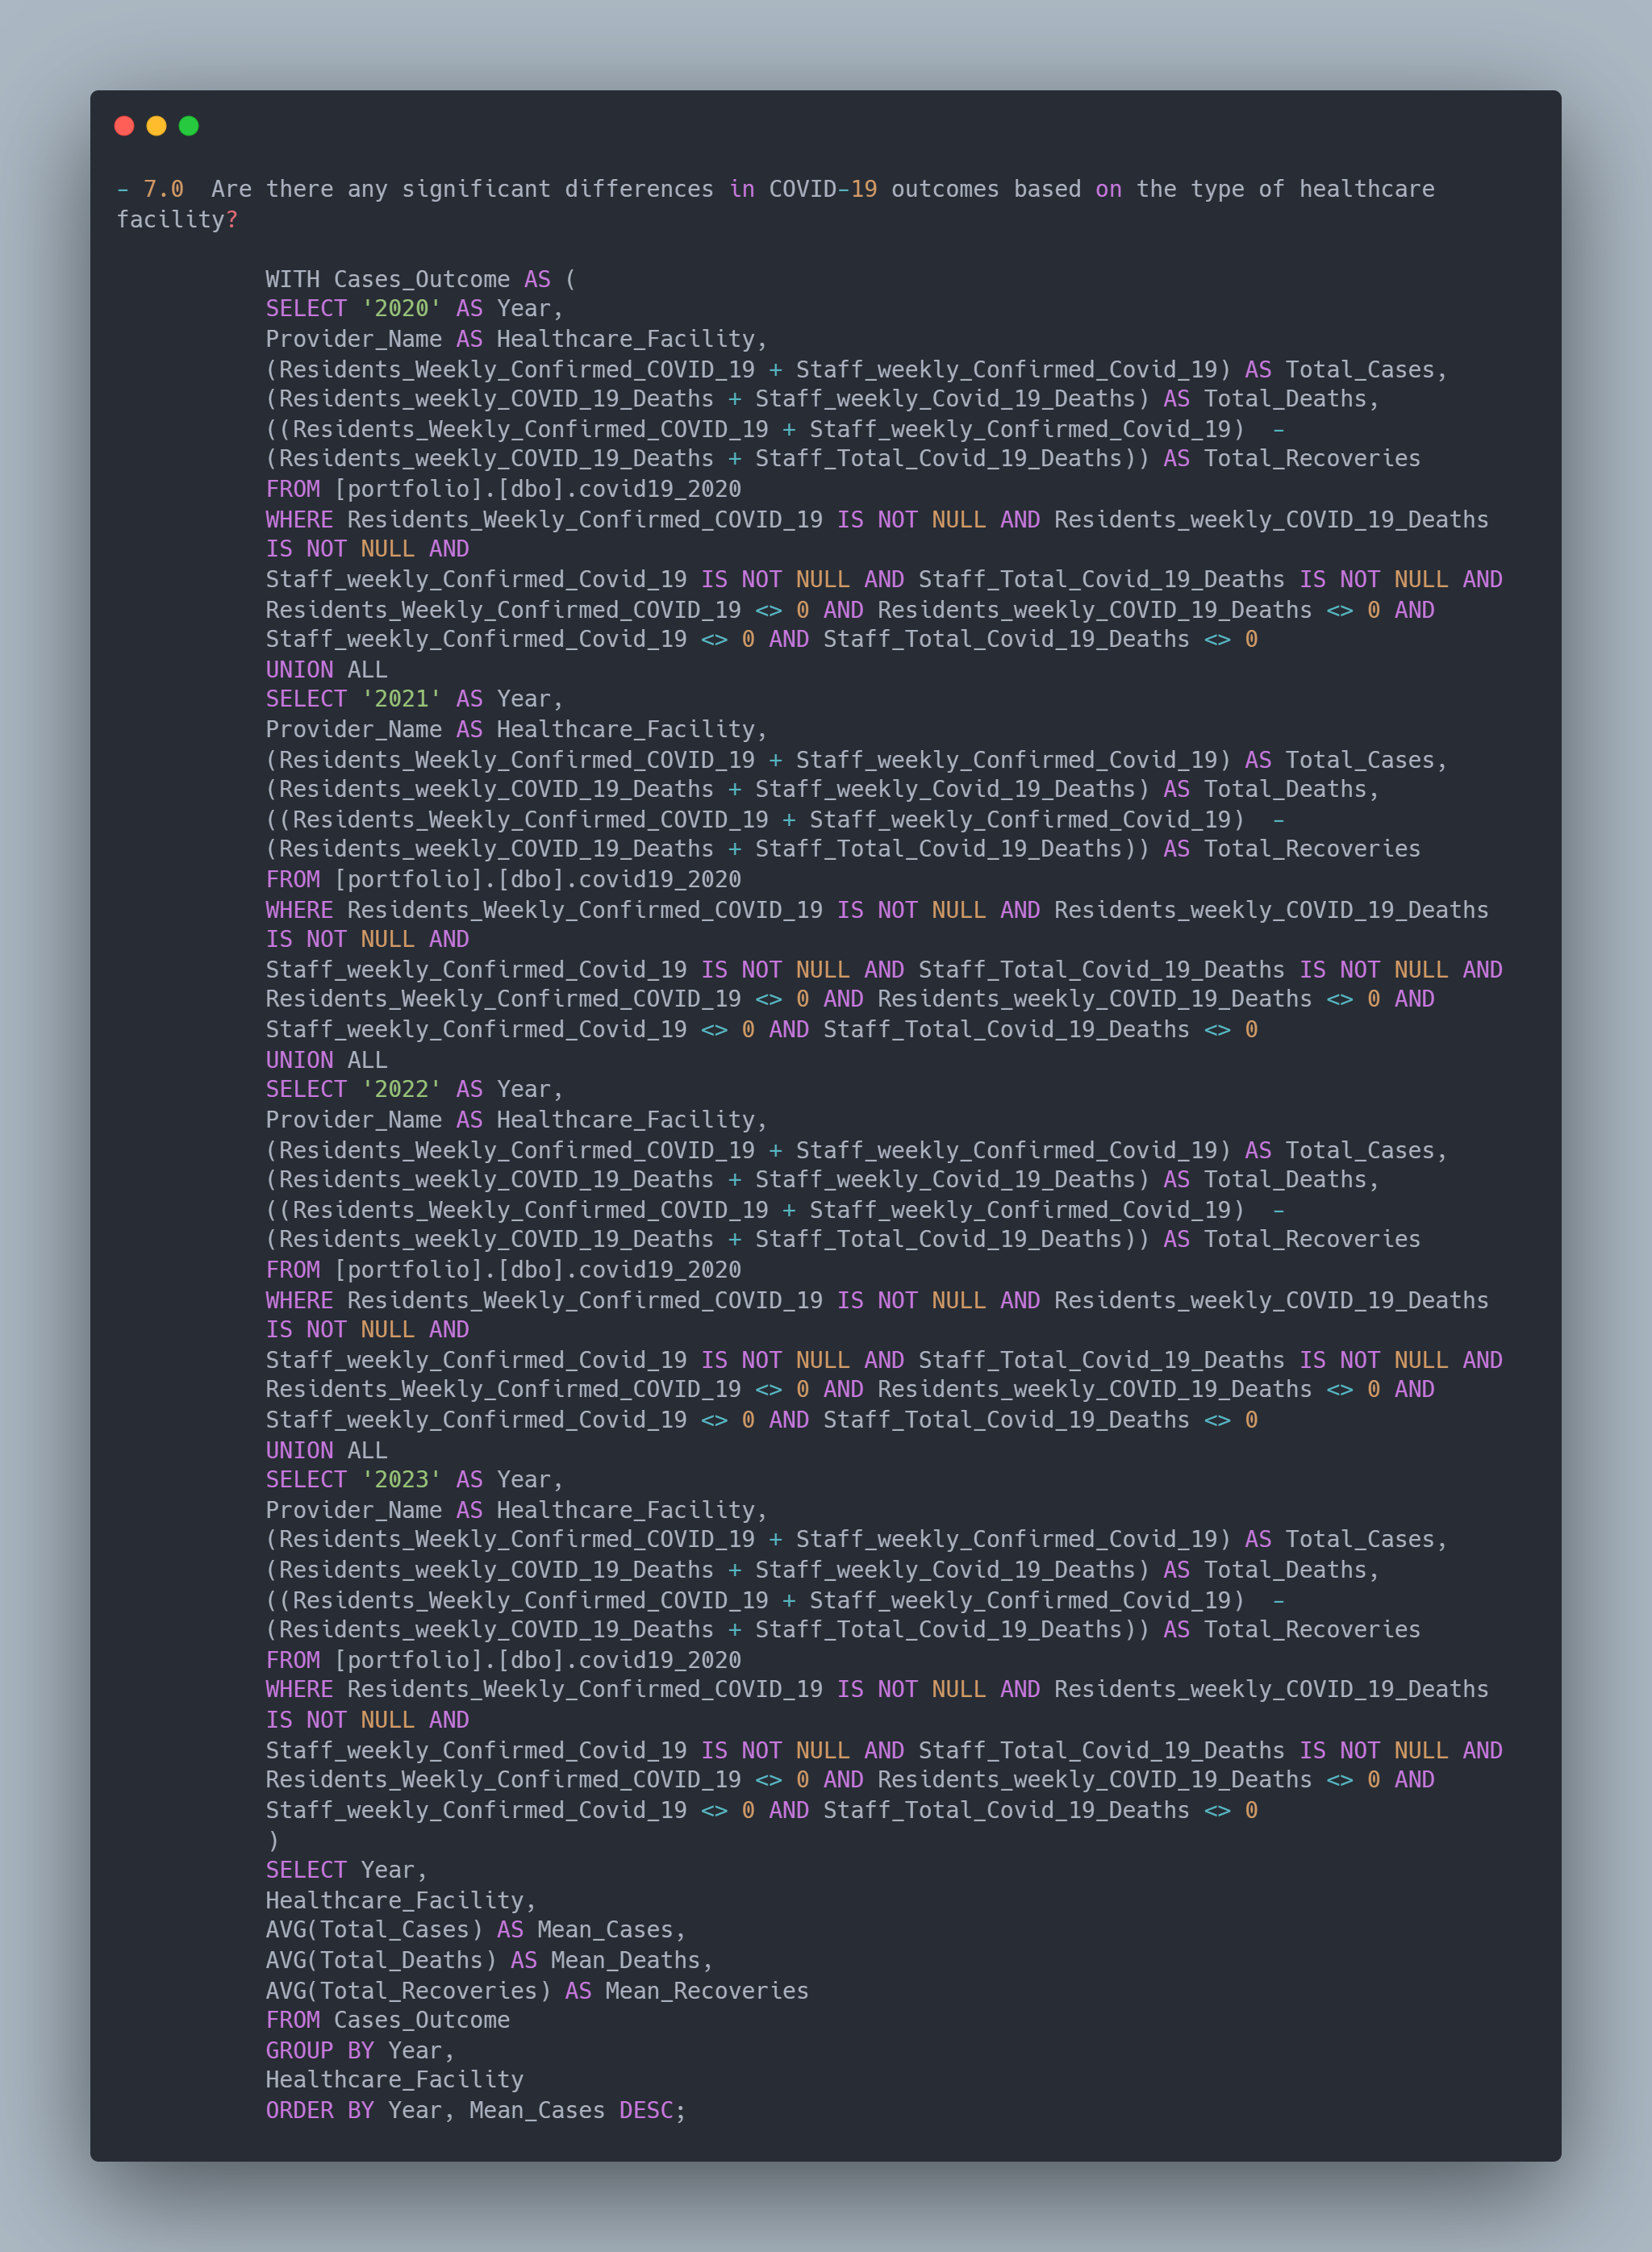 - 7.0  Are there any significant differences in COVID-19 outcomes based on the type of healthcare
facility?
WITH Cases_Outcome AS (
SELECT '2020' AS Year,
Provider_Name AS Healthcare_Facility,
(Residents_Weekly_Confirmed_COVID_19 + Staff_weekly_Confirmed_Covid_19) AS Total_Cases,
(Residents_weekly_COVID_19_Deaths + Staff_weekly_Covid_19_Deaths) AS Total_Deaths,
((Residents_Weekly_Confirmed_COVID_19 + Staff_weekly_Confirmed_Covid_19)  -
(Residents_weekly_COVID_19_Deaths + Staff_Total_Covid_19_Deaths)) AS Total_Recoveries
FROM [portfolio].[dbo].covid19_2020
WHERE Residents_Weekly_Confirmed_COVID_19 IS NOT NULL AND Residents_weekly_COVID_19_Deaths
IS NOT NULL AND
Staff_weekly_Confirmed_Covid_19 IS NOT NULL AND Staff_Total_Covid_19_Deaths IS NOT NULL AND
Residents_Weekly_Confirmed_COVID_19 <> 0 AND Residents_weekly_COVID_19_Deaths <> 0 AND
Staff_weekly_Confirmed_Covid_19 <> 0 AND Staff_Total_Covid_19_Deaths <> 0
UNION ALL
SELECT '2021' AS Year,
Provider_Name AS Healthcare_Facility,
(Residents_Weekly_Confirmed_COVID_19 + Staff_weekly_Confirmed_Covid_19) AS Total_Cases,
(Residents_weekly_COVID_19_Deaths + Staff_weekly_Covid_19_Deaths) AS Total_Deaths,
((Residents_Weekly_Confirmed_COVID_19 + Staff_weekly_Confirmed_Covid_19)  -
(Residents_weekly_COVID_19_Deaths + Staff_Total_Covid_19_Deaths)) AS Total_Recoveries
FROM [portfolio].[dbo].covid19_2020
WHERE Residents_Weekly_Confirmed_COVID_19 IS NOT NULL AND Residents_weekly_COVID_19_Deaths
IS NOT NULL AND
Staff_weekly_Confirmed_Covid_19 IS NOT NULL AND Staff_Total_Covid_19_Deaths IS NOT NULL AND
Residents_Weekly_Confirmed_COVID_19 <> 0 AND Residents_weekly_COVID_19_Deaths <> 0 AND
Staff_weekly_Confirmed_Covid_19 <> 0 AND Staff_Total_Covid_19_Deaths <> 0
UNION ALL
SELECT '2022' AS Year,
Provider_Name AS Healthcare_Facility,
(Residents_Weekly_Confirmed_COVID_19 + Staff_weekly_Confirmed_Covid_19) AS Total_Cases,
(Residents_weekly_COVID_19_Deaths + Staff_weekly_Covid_19_Deaths) AS Total_Deaths,
((Residents_Weekly_Confirmed_COVID_19 + Staff_weekly_Confirmed_Covid_19)  -
(Residents_weekly_COVID_19_Deaths + Staff_Total_Covid_19_Deaths)) AS Total_Recoveries
FROM [portfolio].[dbo].covid19_2020
WHERE Residents_Weekly_Confirmed_COVID_19 IS NOT NULL AND Residents_weekly_COVID_19_Deaths
IS NOT NULL AND
Staff_weekly_Confirmed_Covid_19 IS NOT NULL AND Staff_Total_Covid_19_Deaths IS NOT NULL AND
Residents_Weekly_Confirmed_COVID_19 <> 0 AND Residents_weekly_COVID_19_Deaths <> 0 AND
Staff_weekly_Confirmed_Covid_19 <> 0 AND Staff_Total_Covid_19_Deaths <> 0
UNION ALL
SELECT '2023' AS Year,
Provider_Name AS Healthcare_Facility,
(Residents_Weekly_Confirmed_COVID_19 + Staff_weekly_Confirmed_Covid_19) AS Total_Cases,
(Residents_weekly_COVID_19_Deaths + Staff_weekly_Covid_19_Deaths) AS Total_Deaths,
((Residents_Weekly_Confirmed_COVID_19 + Staff_weekly_Confirmed_Covid_19)  -
(Residents_weekly_COVID_19_Deaths + Staff_Total_Covid_19_Deaths)) AS Total_Recoveries
FROM [portfolio].[dbo].covid19_2020
WHERE Residents_Weekly_Confirmed_COVID_19 IS NOT NULL AND Residents_weekly_COVID_19_Deaths
IS NOT NULL AND
Staff_weekly_Confirmed_Covid_19 IS NOT NULL AND Staff_Total_Covid_19_Deaths IS NOT NULL AND
Residents_Weekly_Confirmed_COVID_19 <> 0 AND Residents_weekly_COVID_19_Deaths <> 0 AND
Staff_weekly_Confirmed_Covid_19 <> 0 AND Staff_Total_Covid_19_Deaths <> 0
)
SELECT Year,
Healthcare_Facility,
AVG(Total_Cases) AS Mean_Cases,
AVG(Total_Deaths) AS Mean_Deaths,
AVG(Total_Recoveries) AS Mean_Recoveries
FROM Cases_Outcome
GROUP BY Year,
Healthcare_Facility
ORDER BY Year, Mean_Cases DESC;